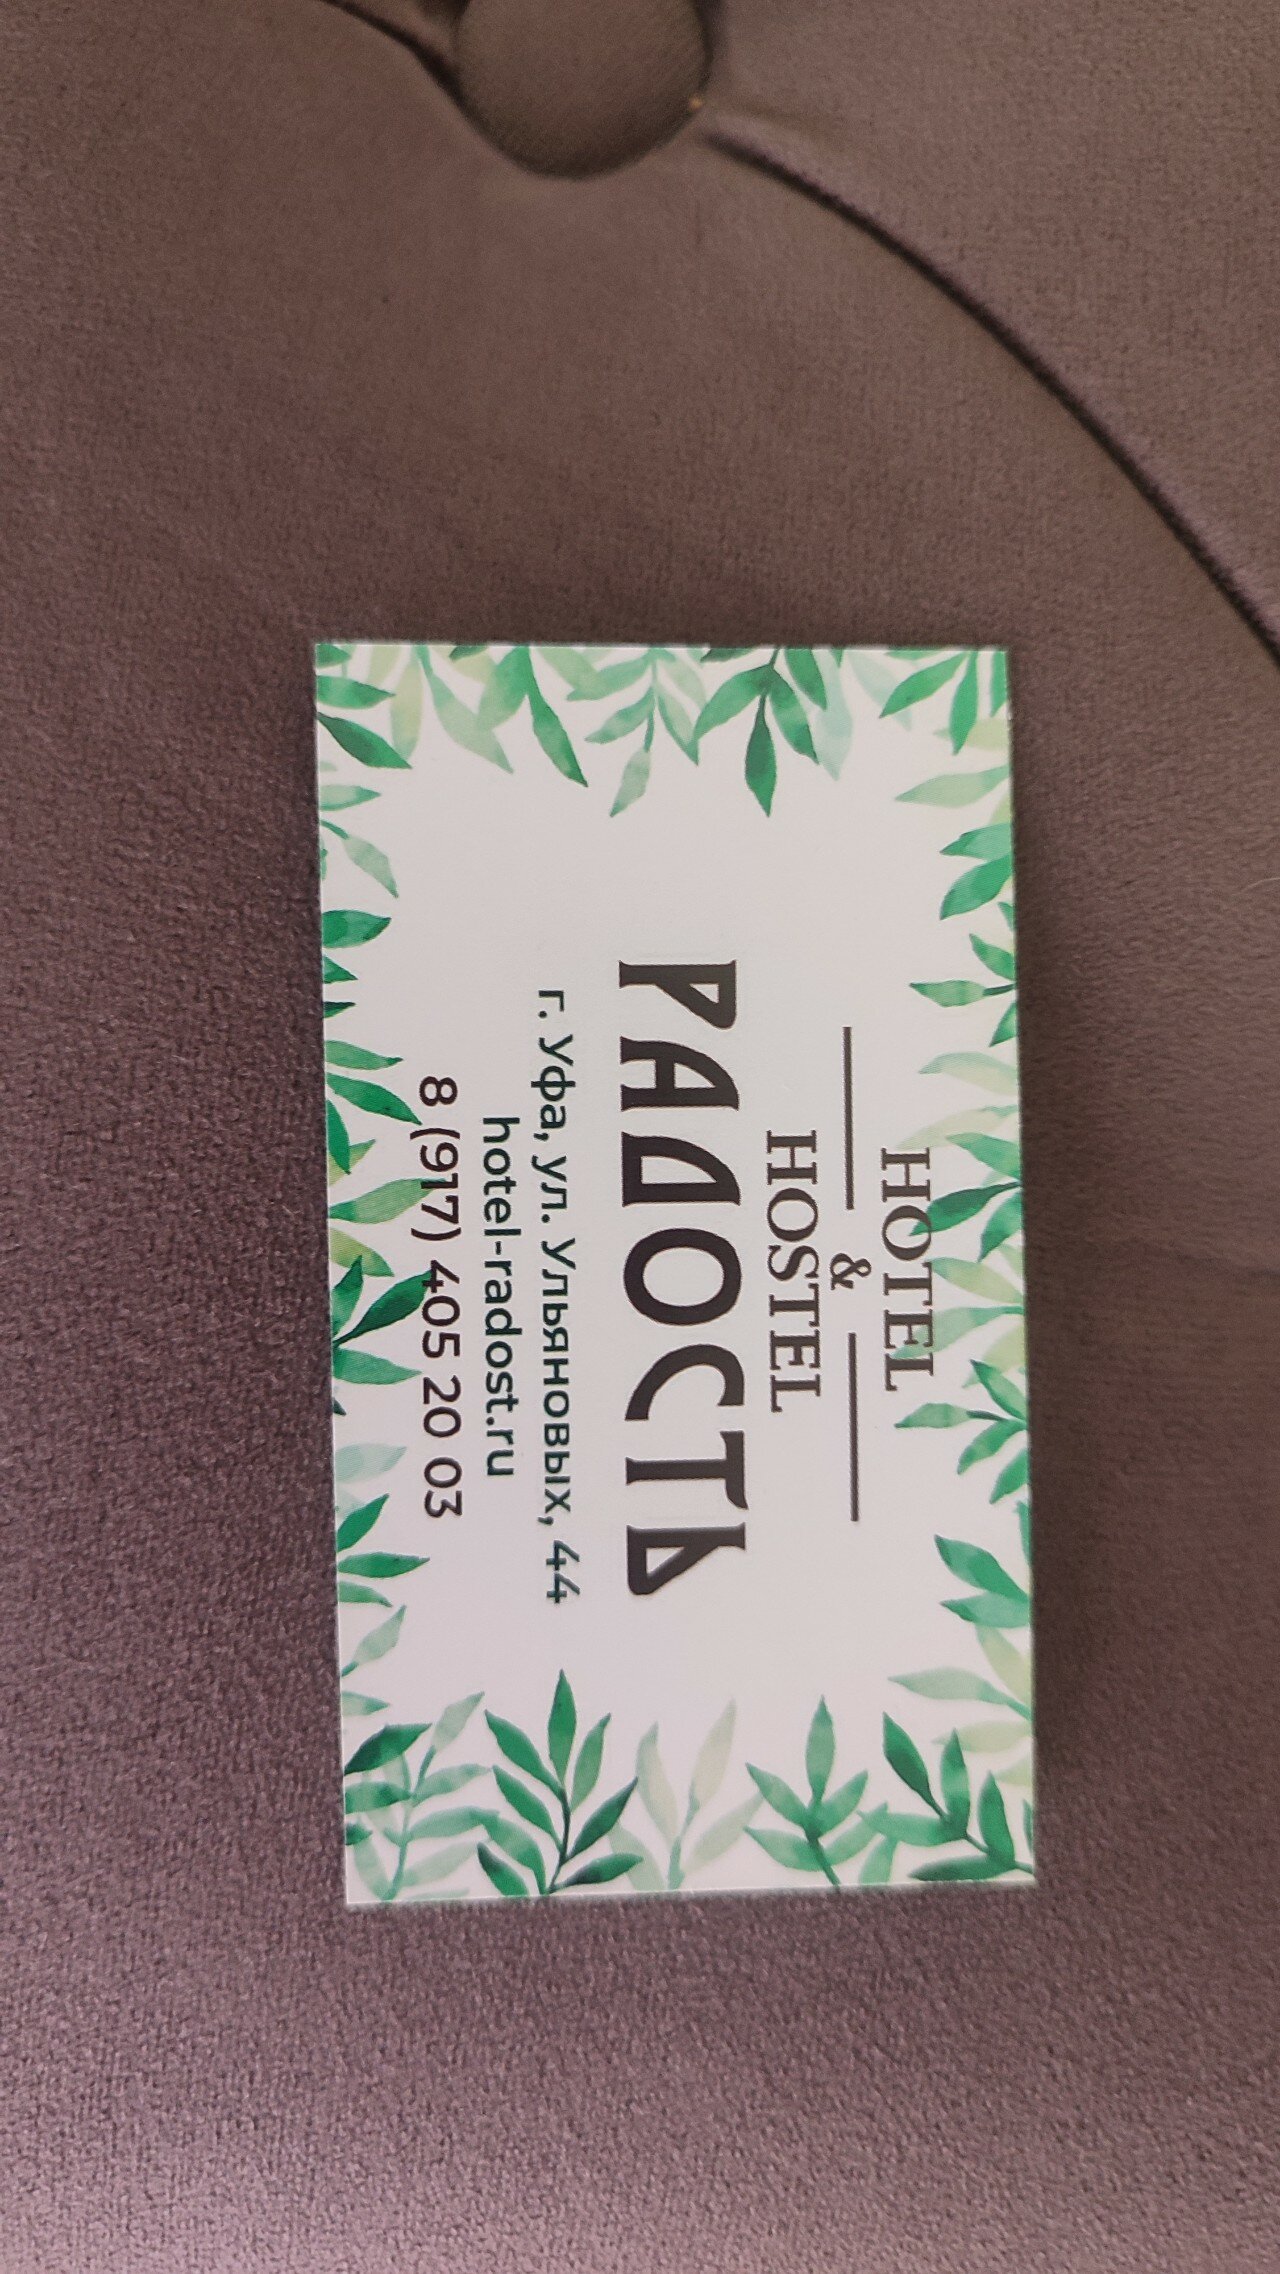 HOTEL
&
HOSTEL
РАДОСТЬ
г. Уфа, ул. Ульяновых, 44
hotel-radost.ru
8 (917) 405 20 03